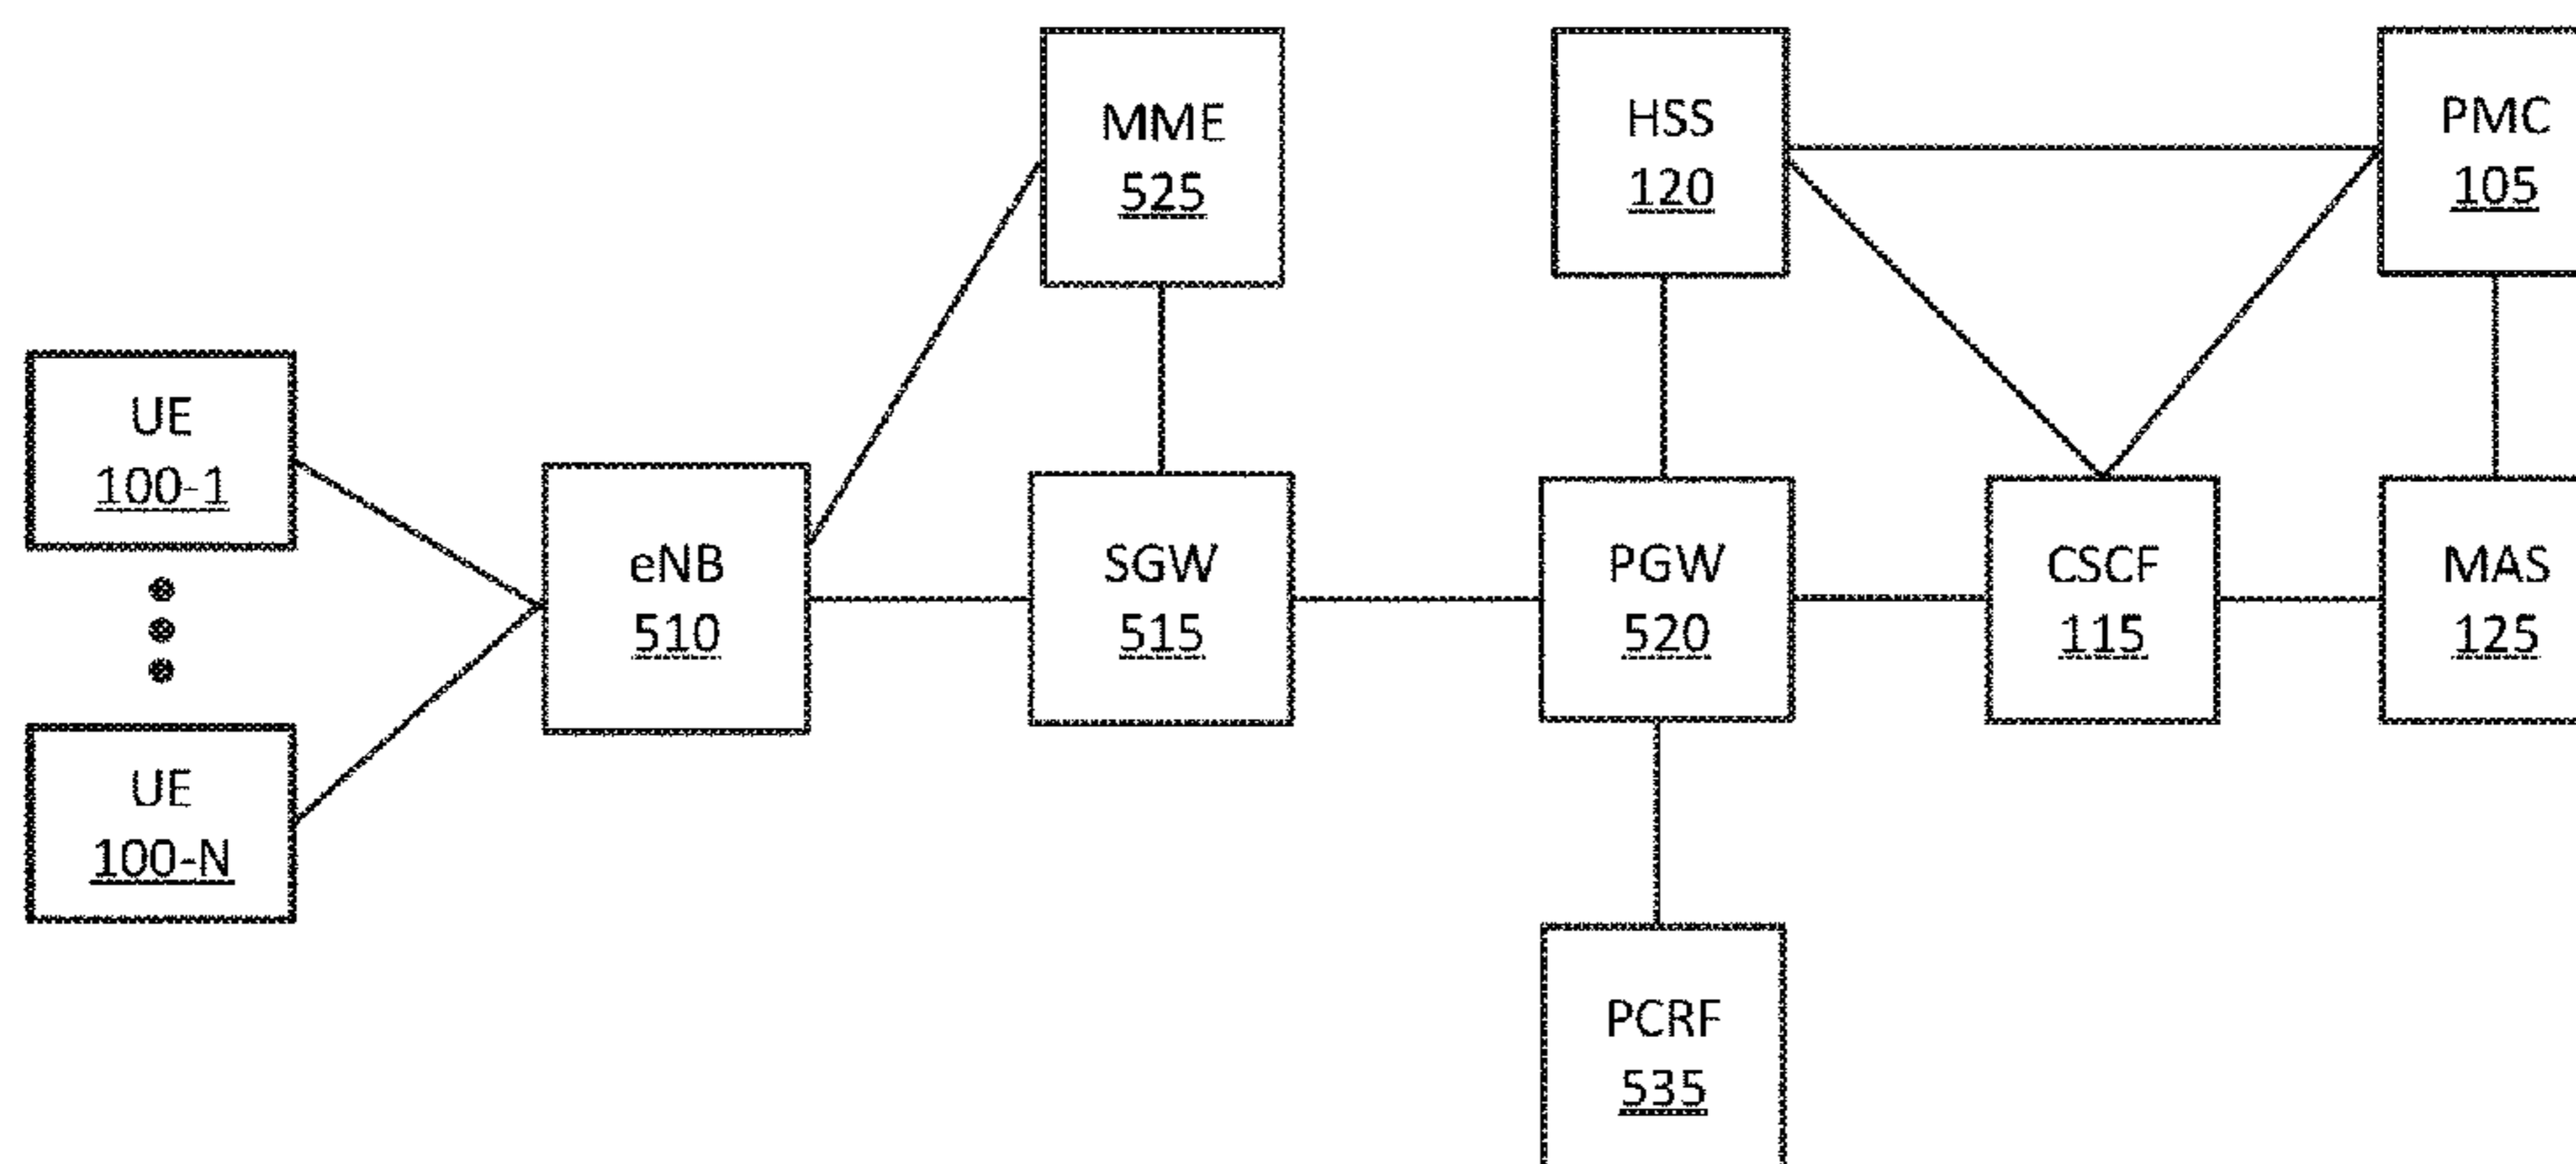 MME
525
HSS
120
PMC
105
UE
100-1
eNB
510
SGW
515
PGW
520
CSCF
115
MAS
125
UE
100-N
PCRF
535